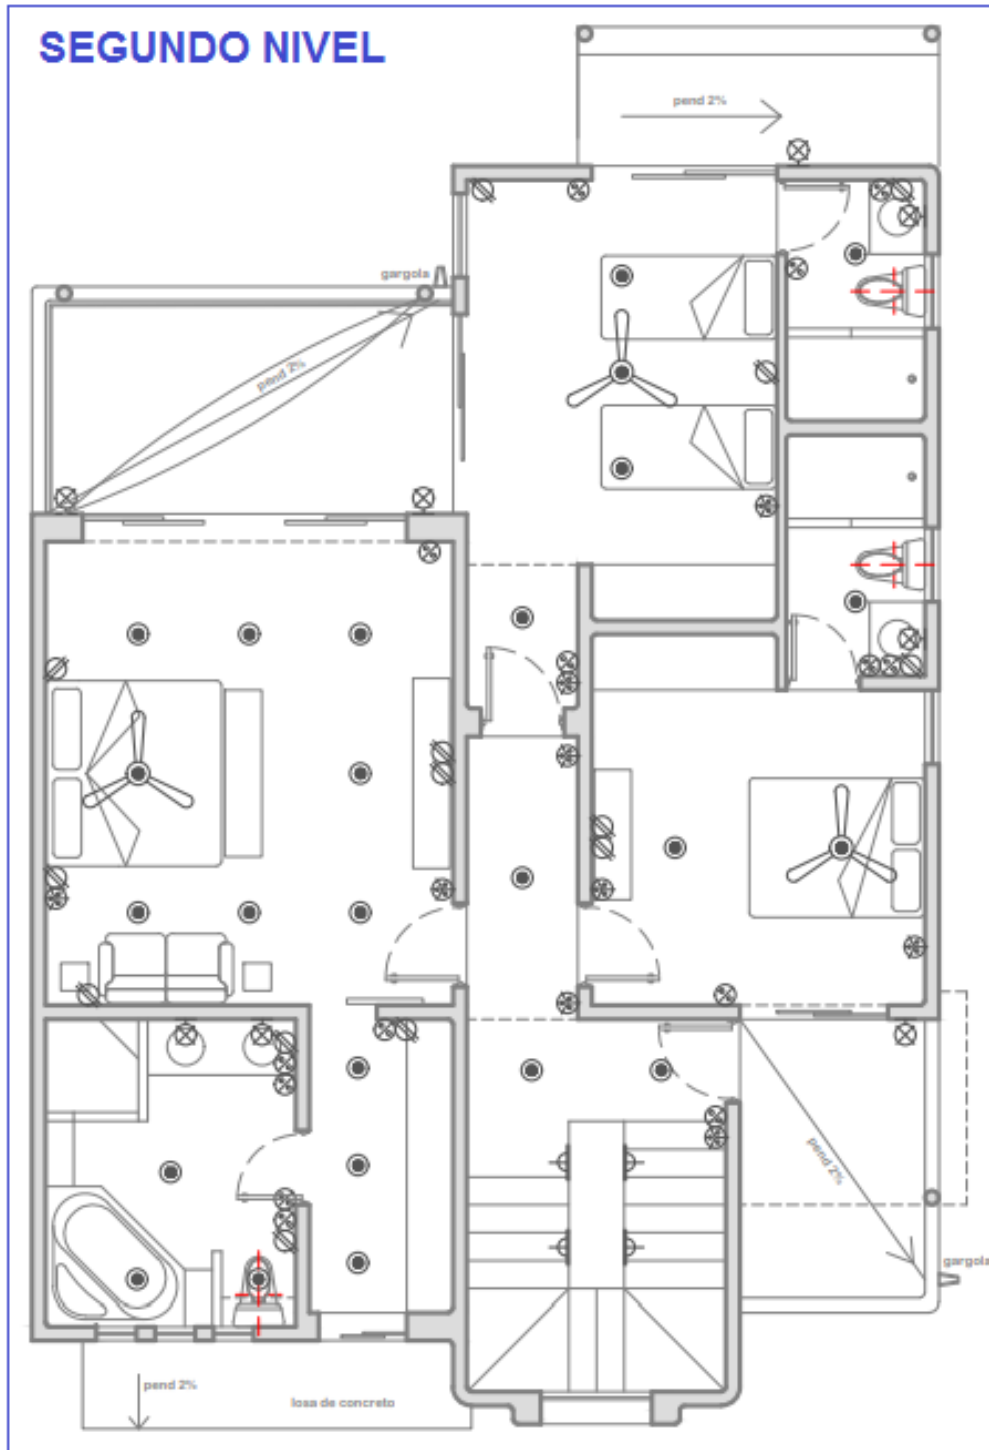 SEGUNDO NIVEL
pend 2%
gargola
pend 2%
pend 2%
gargola
pend 2%
losa de concreto